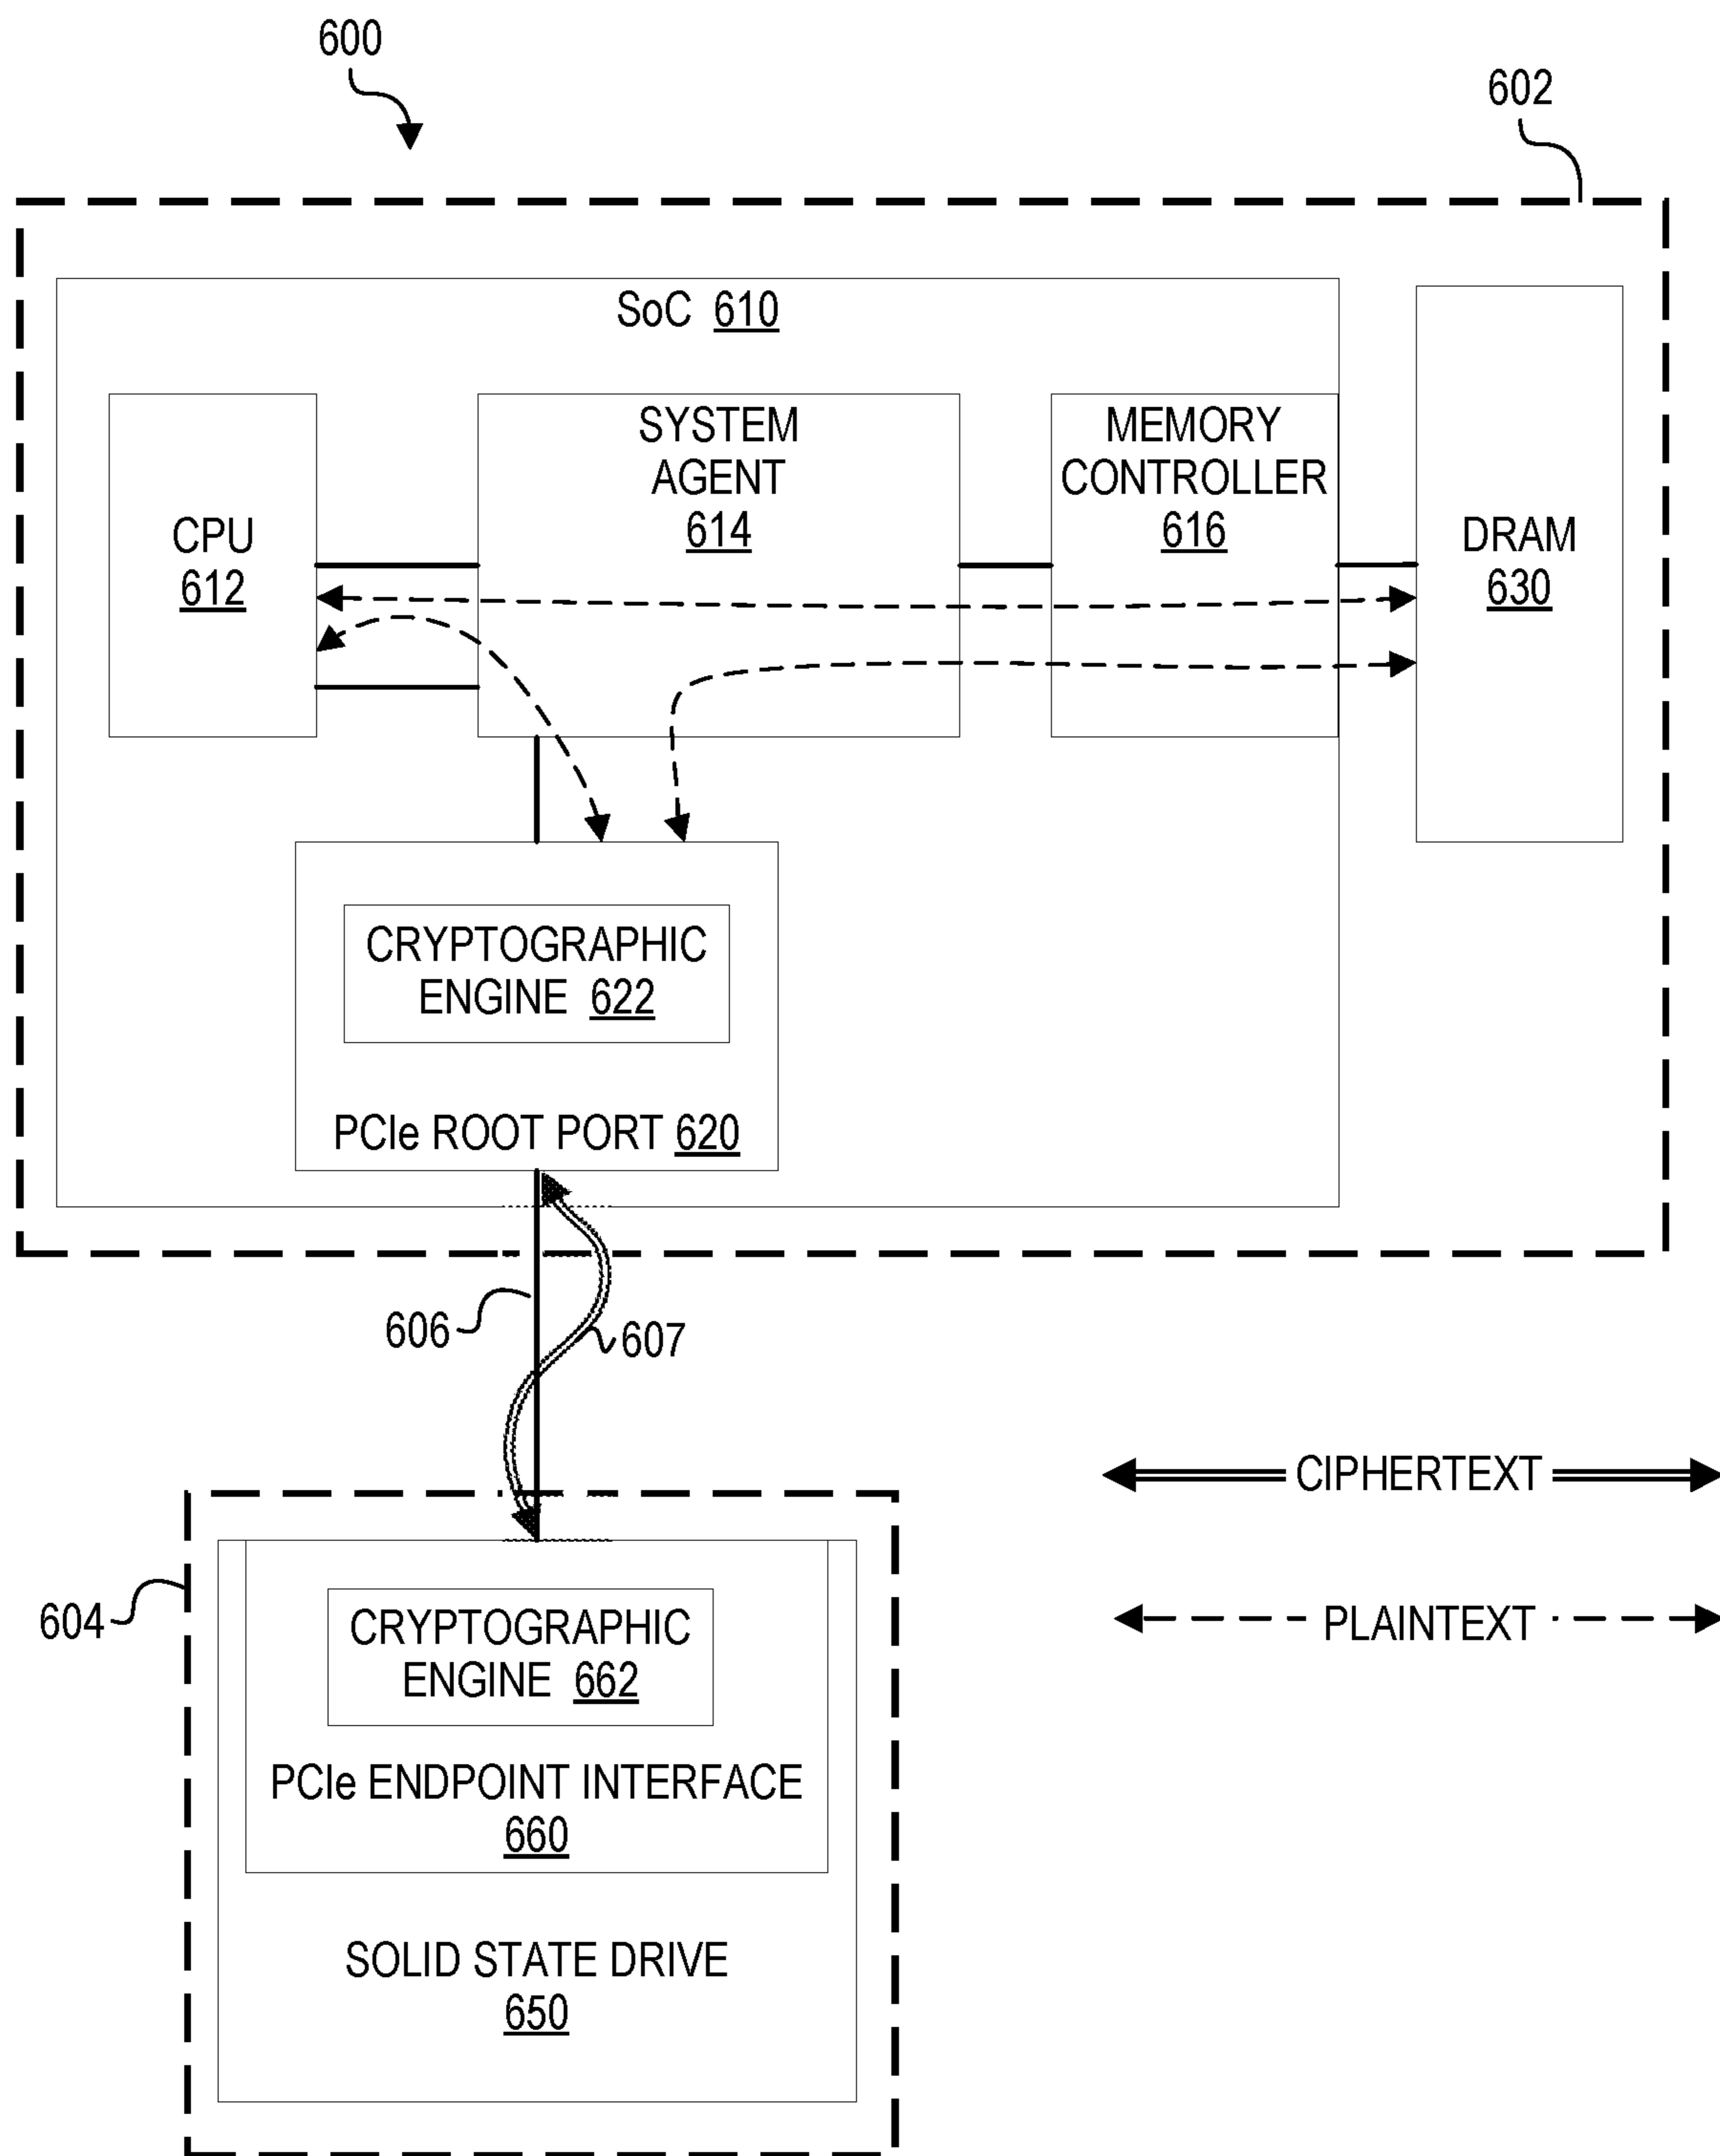 600
602
SoC 610
SYSTEM
AGENT
614
MEMORY
CONTROLLER
616
CPU
612
DRAM
630
CRYPTOGRAPHIC
ENGINE 622
PCIe ROOT PORT 620
606
607
CIPHERTEXT
PLAINTEXT
604
CRYPTOGRAPHIC
ENGINE 662
PCIe ENDPOINT INTERFACE
660
SOLID STATE DRIVE
650